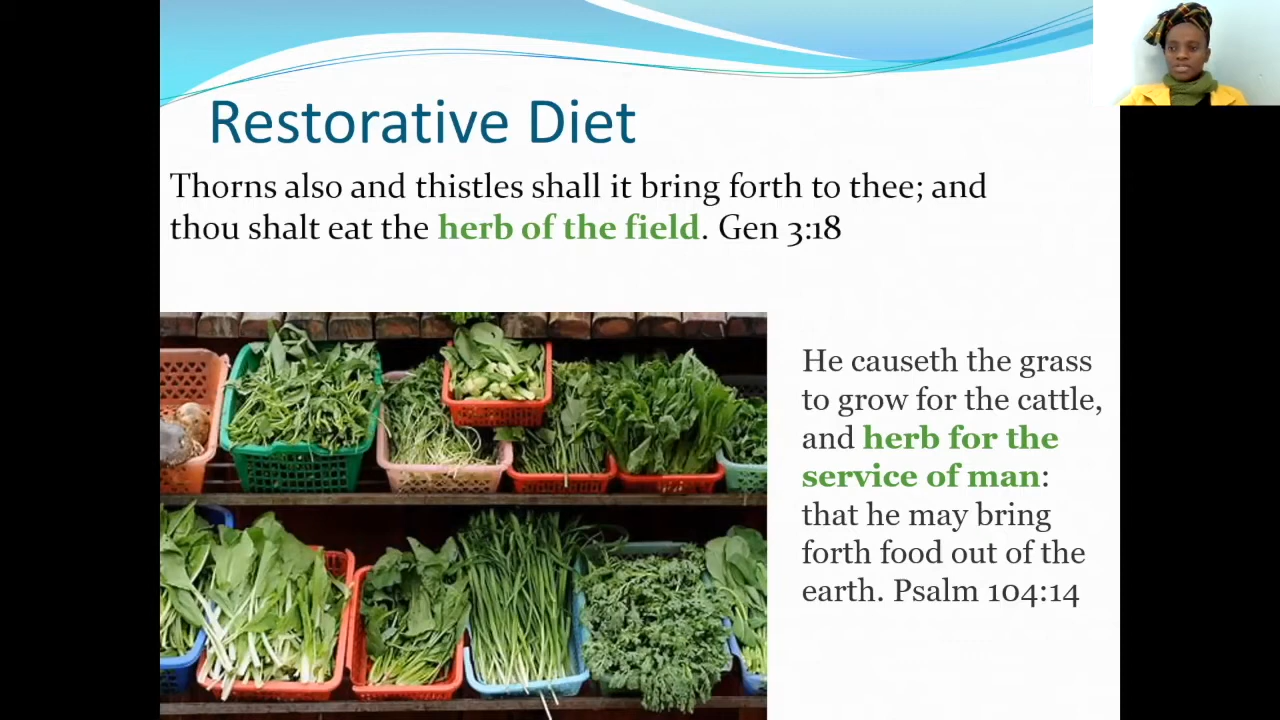 Restorative Diet
Thorns also and thistles shall it bring forth to thee; and
thou shalt eat the herb of the field. Gen 3:18
He causeth the grass
to grow for the cattle,
and herb for the
service of man:
that he may bring
forth food out of the
earth. Psalm 104:14